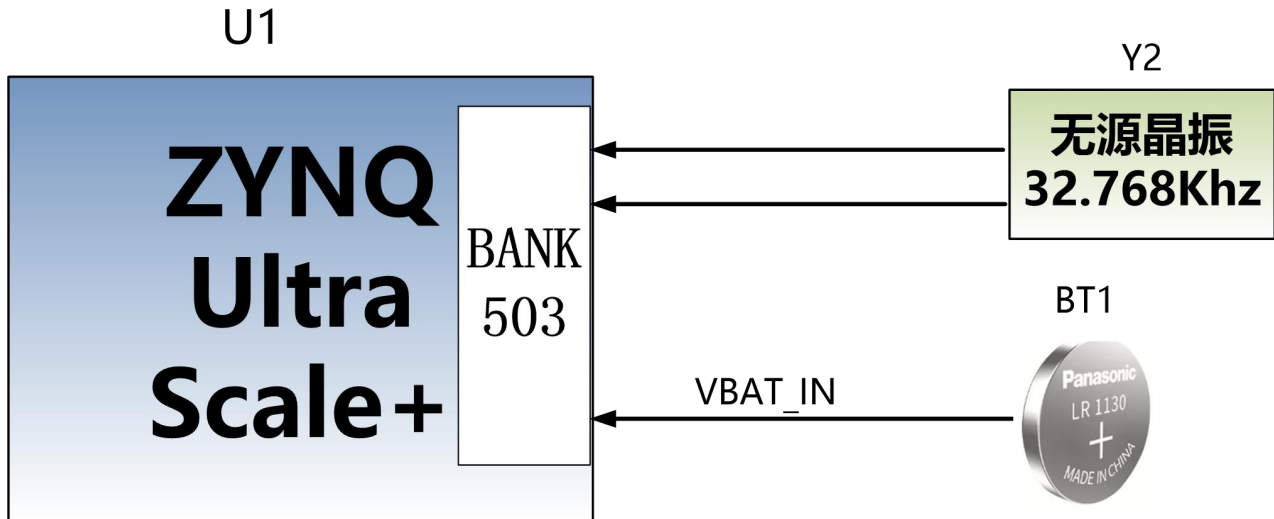 U1
ZYNQ
Ultra
Scale+
BANK
503
Y2
无源晶振
32.768Khz
BT1
VBAT_IN
Panasonic
LR 1130
MADE IN CHINA